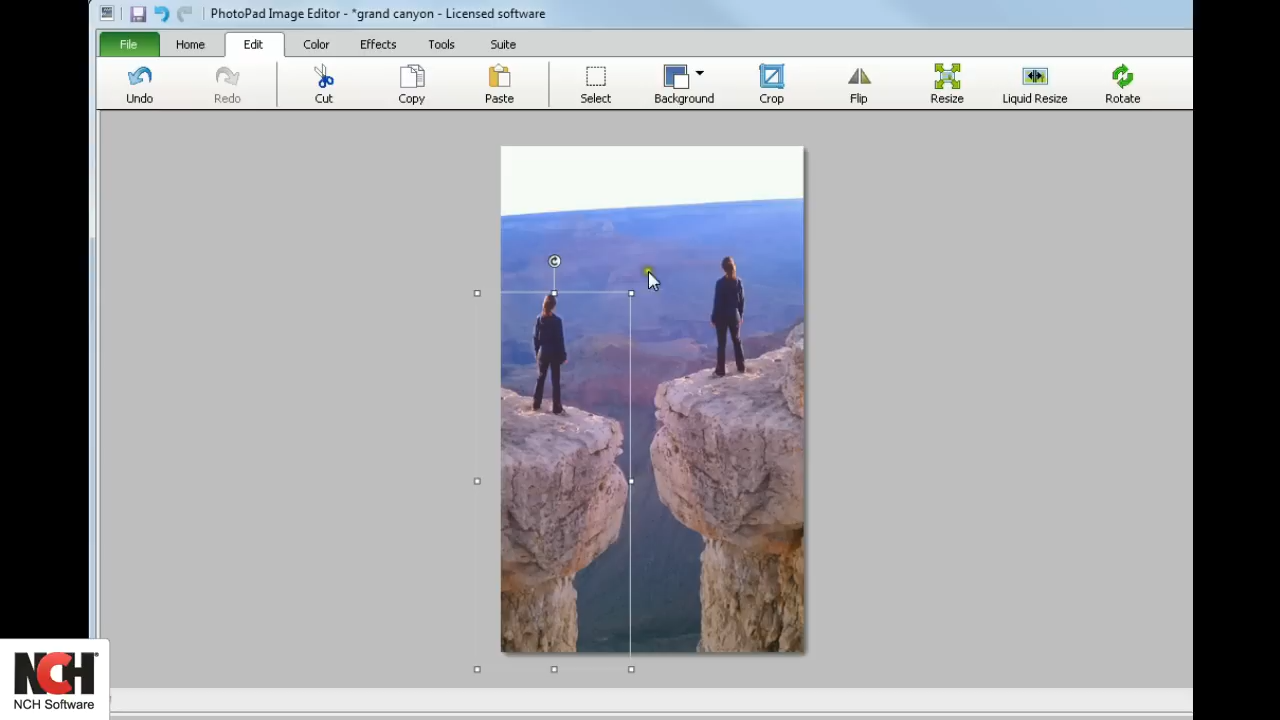 PhotoPad Image Editor - *grand canyon - Licensed software
File Home Edit Color Effects Tools Suite
Undo Redo Cut Copy Paste Select Background Crop Flip Resize Liquid Resize Rotate
NCH®
NCH Software